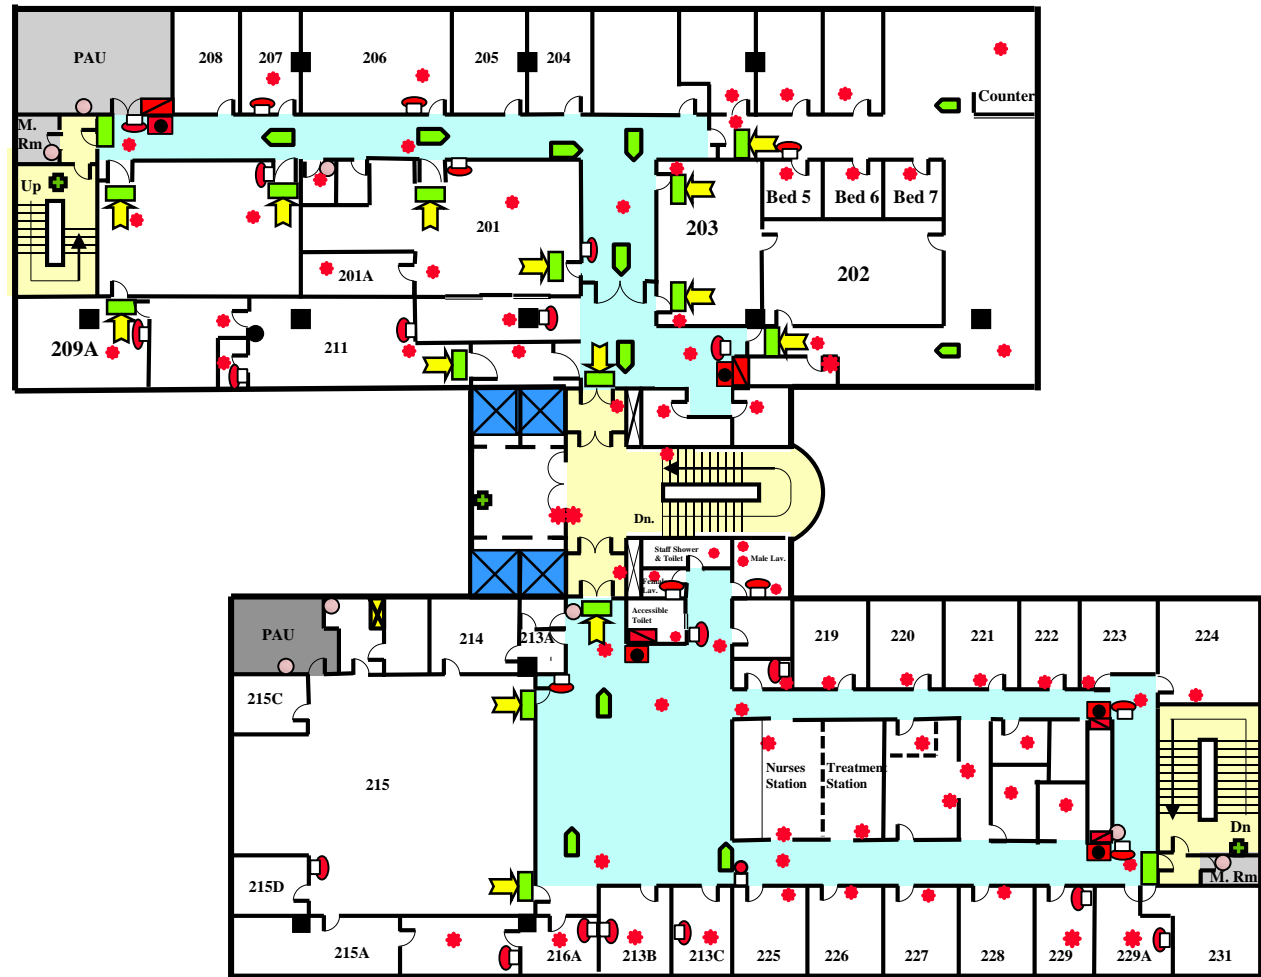 PAU
208
207
206
205
204
Counter
M.
Rm
Up
Bed 5
Bed 6
Bed 7
201
203
201A
202
209A
211
Dn.
Staff Shower
& Toilet
Male Lav.
Female
Lav.
Accessible
Toilet
PAU
214
213A
219
220
221
222
223
224
215C
215
Nurses
Station
Treatment
Station
Dn
215D
M. Rm
215A
216A
213B
213C
225
226
227
228
229
229A
231